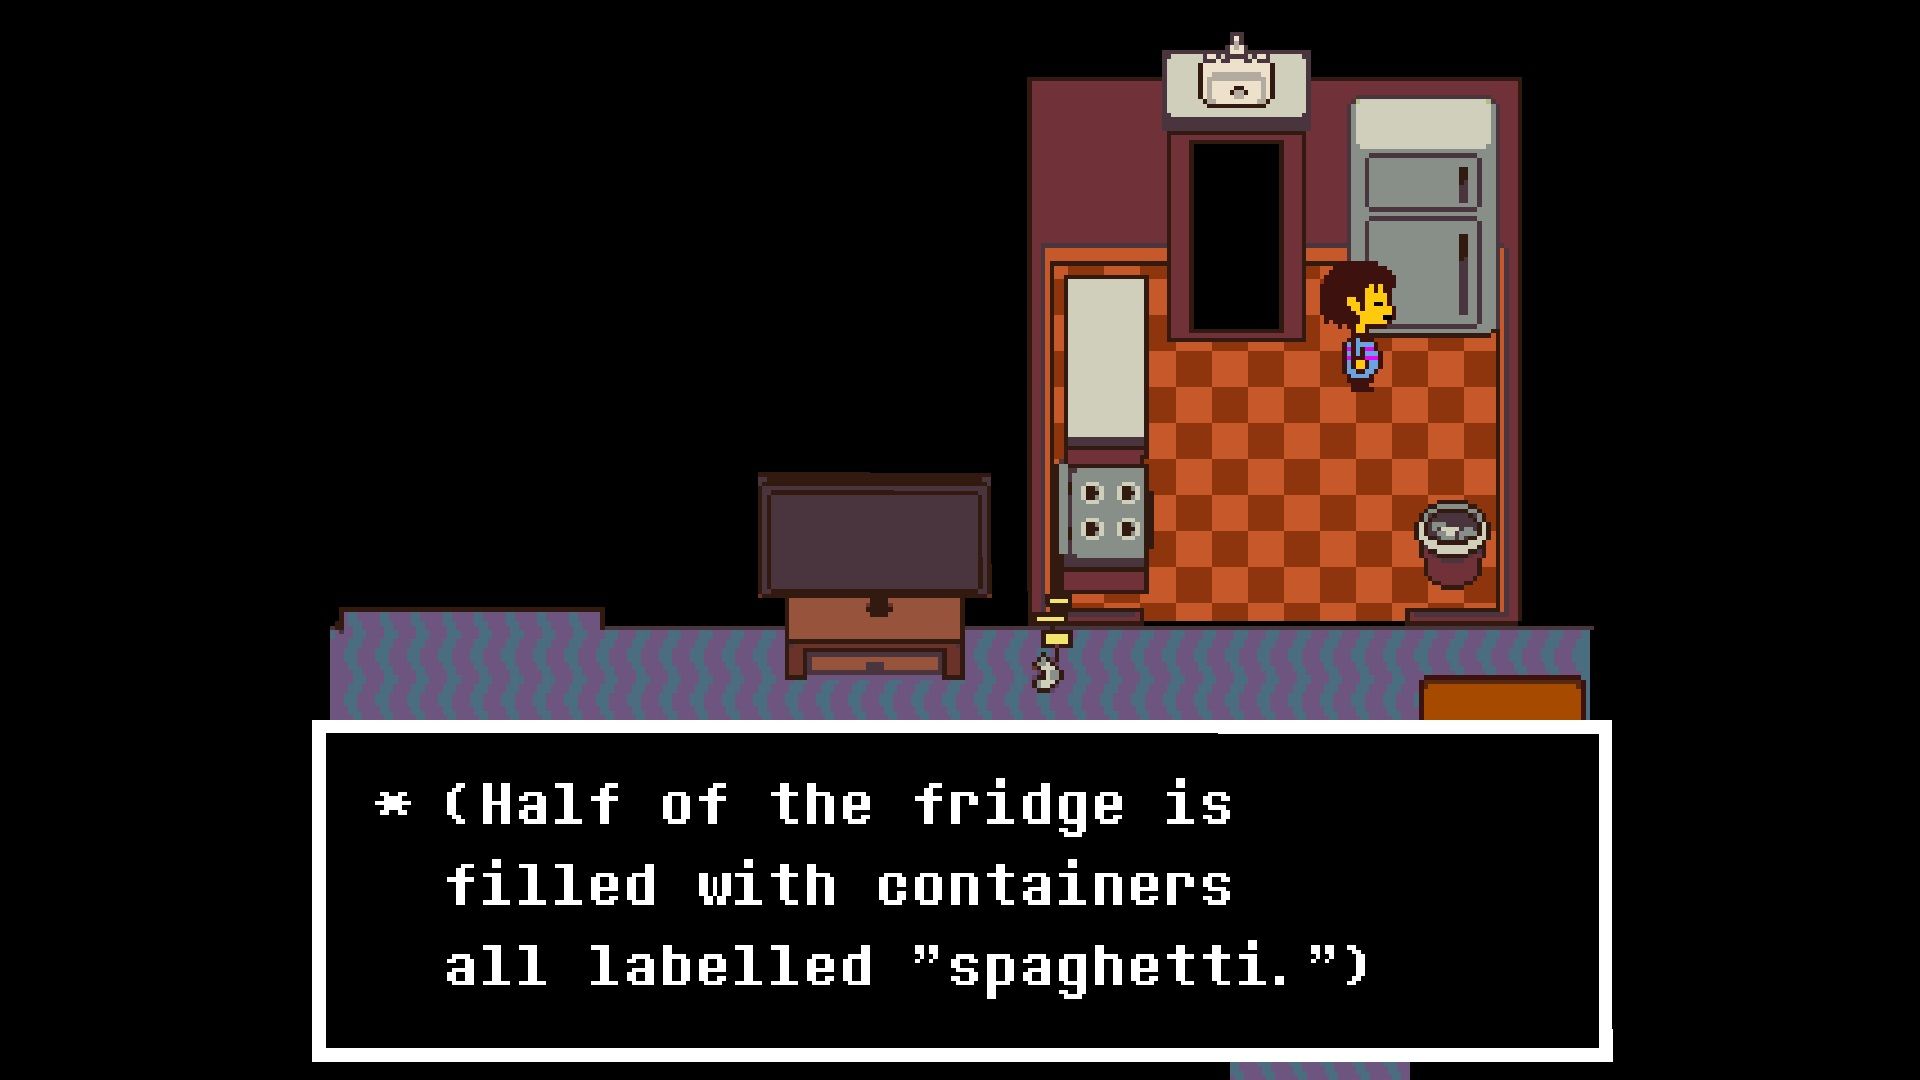 * (Half of the fridge is
filled with containers
all labelled "spaghetti.")